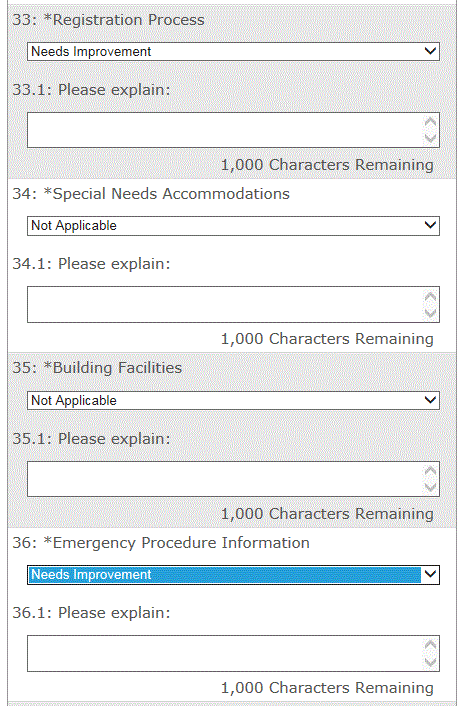 33: *Registration Process
Needs Improvement
33.1: Please explain:
1,000 Characters Remaining
34: *Special Needs Accommodations
Not Applicable
34.1: Please explain:
1,000 Characters Remaining
35: *Building Facilities
Not Applicable
35.1: Please explain:
1,000 Characters Remaining
36: *Emergency Procedure Information
Needs Improvement
36.1: Please explain:
1,000 Characters Remaining